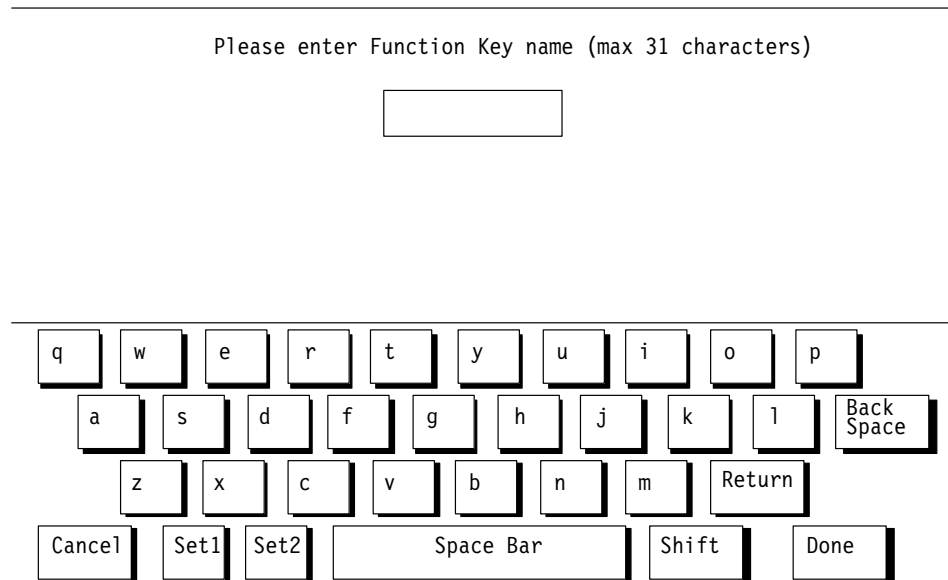 Please enter Function Key name (max 31 characters)
q w e r t y u i o p
a s d f g h j k l Back Space
z x c v b n m Return
Cancel Set1 Set2 Space Bar Shift Done